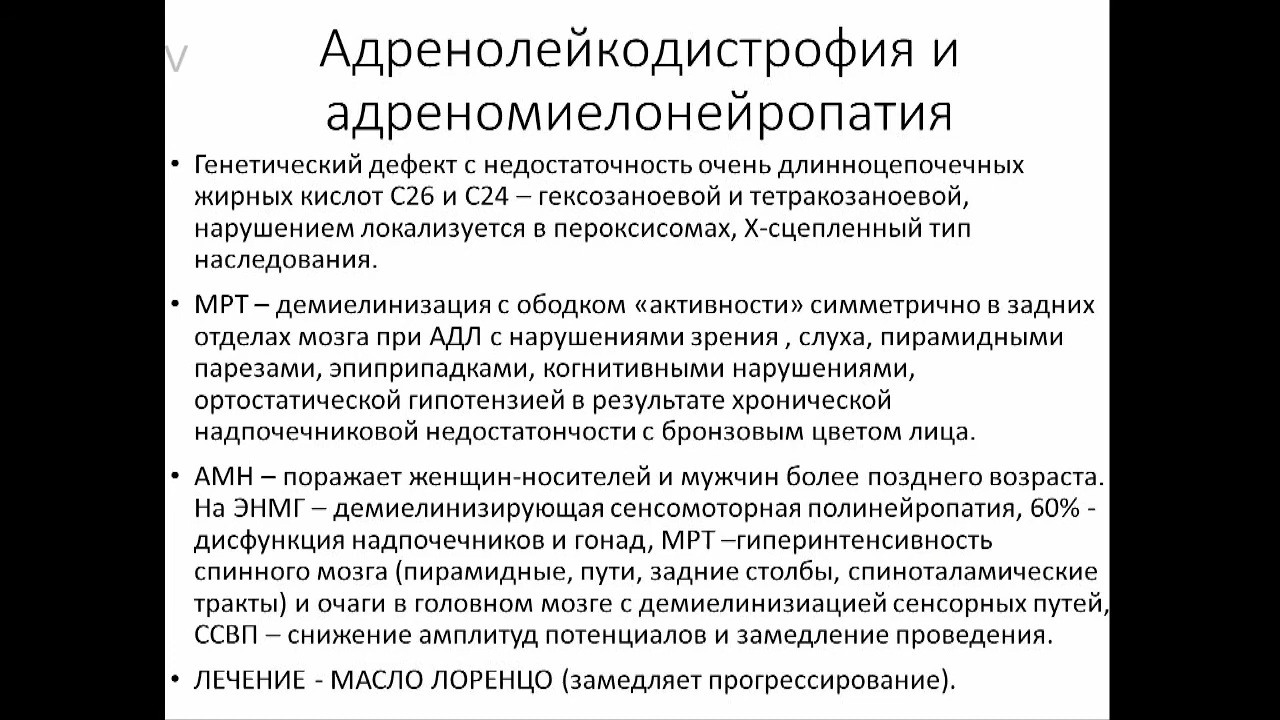 V
Адренолейкодистрофия и
адреномиелонейропатия
• Генетический дефект с недостаточность очень длинноцепочечных
жирных кислот С26 и С24 – гексозаноевой и тетракозаноевой,
нарушением локализуется в пероксисомах, Х-сцепленный тип
наследования.
• МРТ – демиелинизация с ободком «активности» симметрично в задних
отделах мозга при АДЛ с нарушениями зрения , слуха, пирамидными
парезами, эпиприпадками, когнитивными нарушениями,
ортостатической гипотензией в результате хронической
надпочечниковой недостатончости с бронзовым цветом лица.
• АМН – поражает женщин-носителей и мужчин более позднего возраста.
На ЭНМГ – демиелинизирующая сенсомоторная полинейропатия, 60% -
дисфункция надпочечников и гонад, МРТ –гиперинтенсивность
спинного мозга (пирамидные, пути, задние столбы, спиноталамические
тракты) и очаги в головном мозге с демиелинизиацией сенсорных путей,
ССВП – снижение амплитуд потенциалов и замедление проведения.
• ЛЕЧЕНИЕ - МАСЛО ЛОРЕНЦО (замедляет прогрессирование).